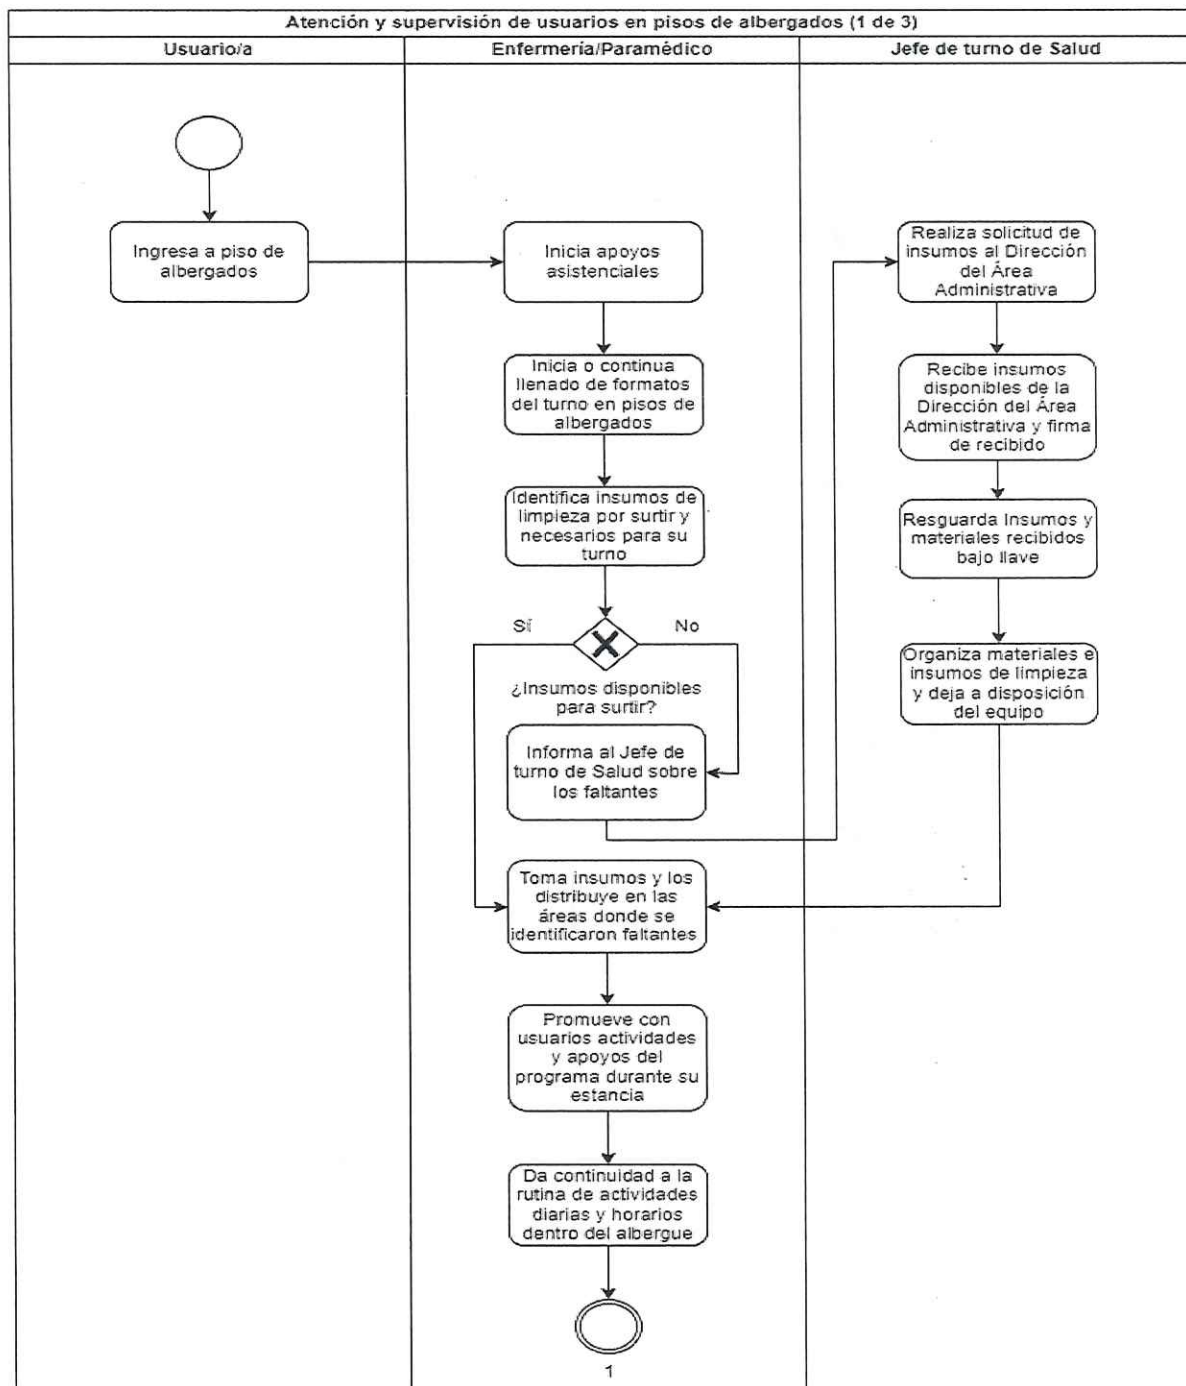 Atención y supervisión de usuarios en pisos de albergados (1 de 3)
Usuario/a
Enfermería/Paramédico
Jefe de turno de Salud
Ingresa a piso de
albergados
Inicia apoyos
asistenciales
Realiza solicitud de
insumos al Dirección
del Área
Administrativa
Inicia o continua
llenado de formatos
del turno en pisos de
albergados
Recibe insumos
disponibles de la
Dirección del Área
Administrativa y firma
de recibido
Identifica insumos de
limpieza por surtir y
necesarios para su
turno
Resguarda Insumos y
materiales recibidos
bajo llave
Sí
No
¿Insumos disponibles
para surtir?
Organiza materiales e
insumos de limpieza
y deja a disposición
del equipo
Informa al Jefe de
turno de Salud sobre
los faltantes
Toma insumos y los
distribuye en las
áreas donde se
identificaron faltantes
Promueve con
usuarios actividades
y apoyos del
programa durante su
estancia
Da continuidad a la
rutina de actividades
diarias y horarios
dentro del albergue
1